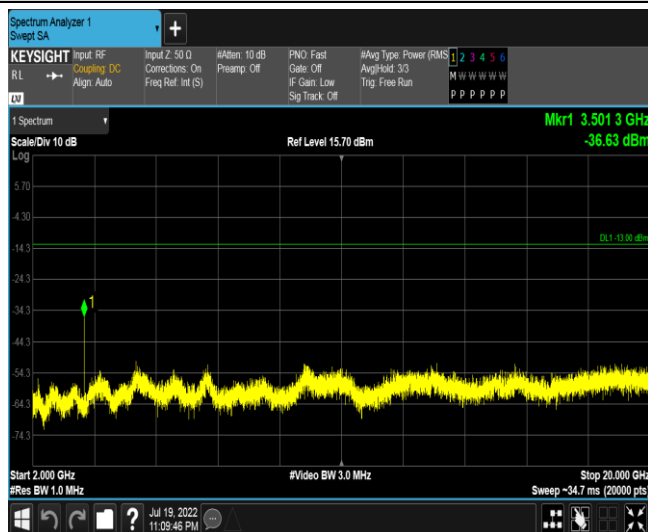 Spectrum Analyzer 1
Swept SA
+
KEYSIGHT
RL
LXI
Input: RF
Coupling: DC
Align: Auto
Input Z: 50 Ω
Corrections: On
Freq Ref: Int (S)
#Atten: 10 dB
Preamp: Off
PNO: Fast
Gate: Off
IF Gain: Low
Sig Track: Off
#Avg Type: Power (RMS
Avg|Hold: 3/3
Trig: Free Run
1 2 3 4 5 6
M W W W W W
P P P P P P
1 Spectrum
Scale/Div 10 dB
Ref Level 15.70 dBm
Mkr1 3.501 3 GHz
-36.63 dBm
Log
5.70
-4.30
DL1 -13.00 dBm
-14.3
-24.3
1
-34.3
-44.3
-54.3
-64.3
-74.3
Start 2.000 GHz
#Video BW 3.0 MHz
Stop 20.000 GHz
#Res BW 1.0 MHz
Sweep ~34.7 ms (20000 pts)
?
Jul 19, 2022
11:09:46 PM